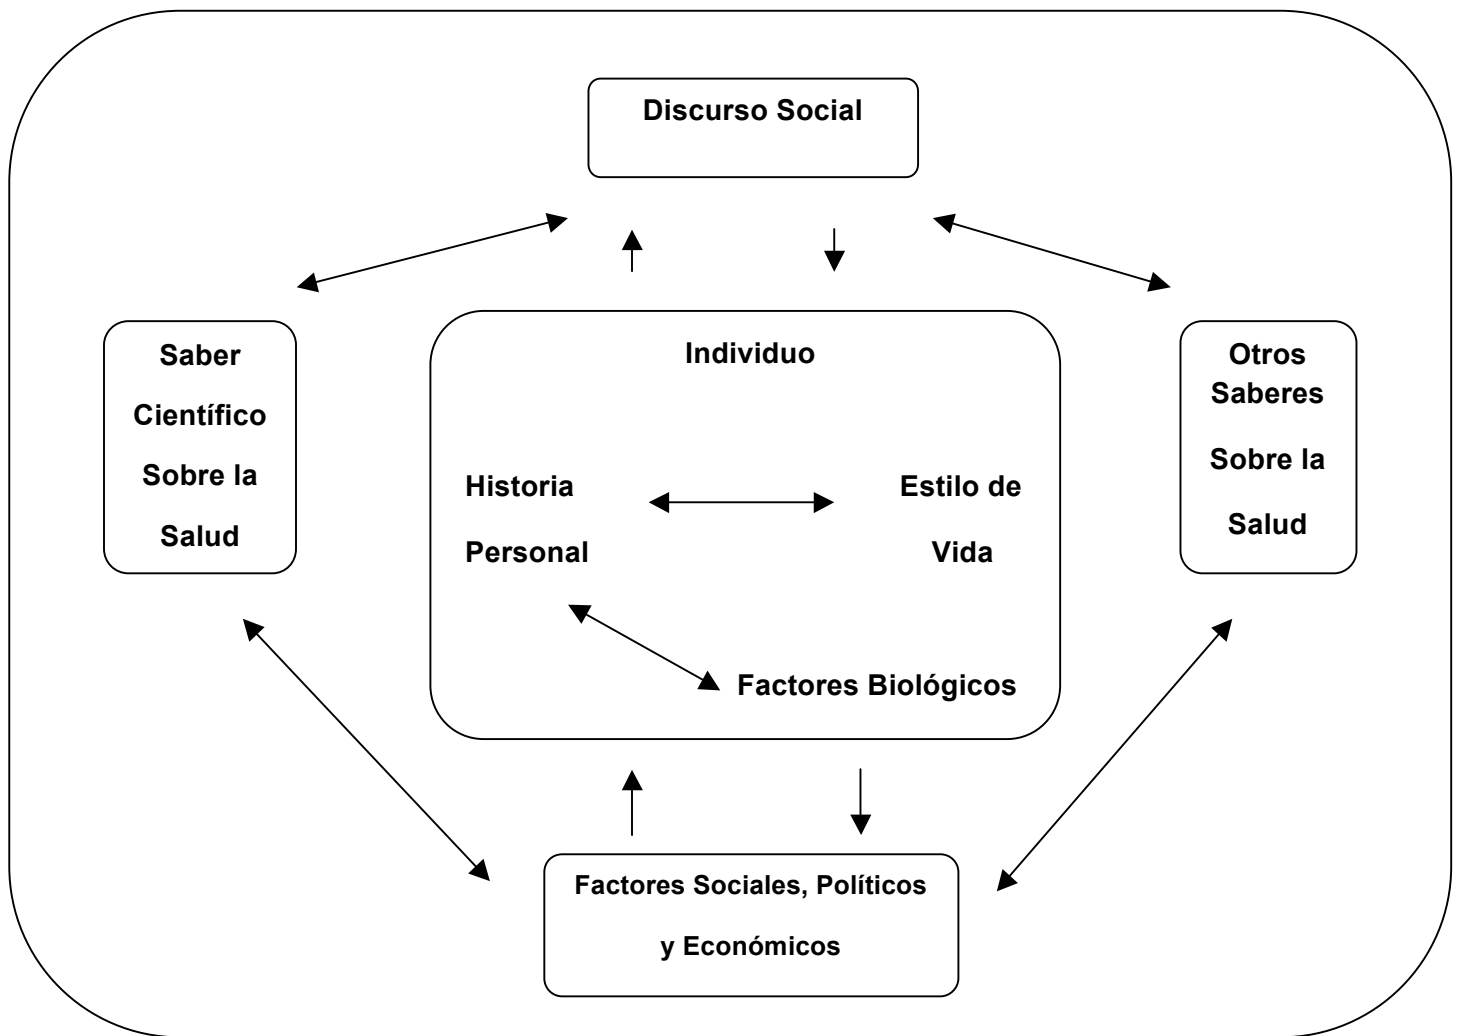 Discurso Social
Saber
Científico
Sobre la
Salud
Individuo
Historia
Personal
Estilo de
Vida
Factores Biológicos
Otros
Saberes
Sobre la
Salud
Factores Sociales, Políticos
y Económicos